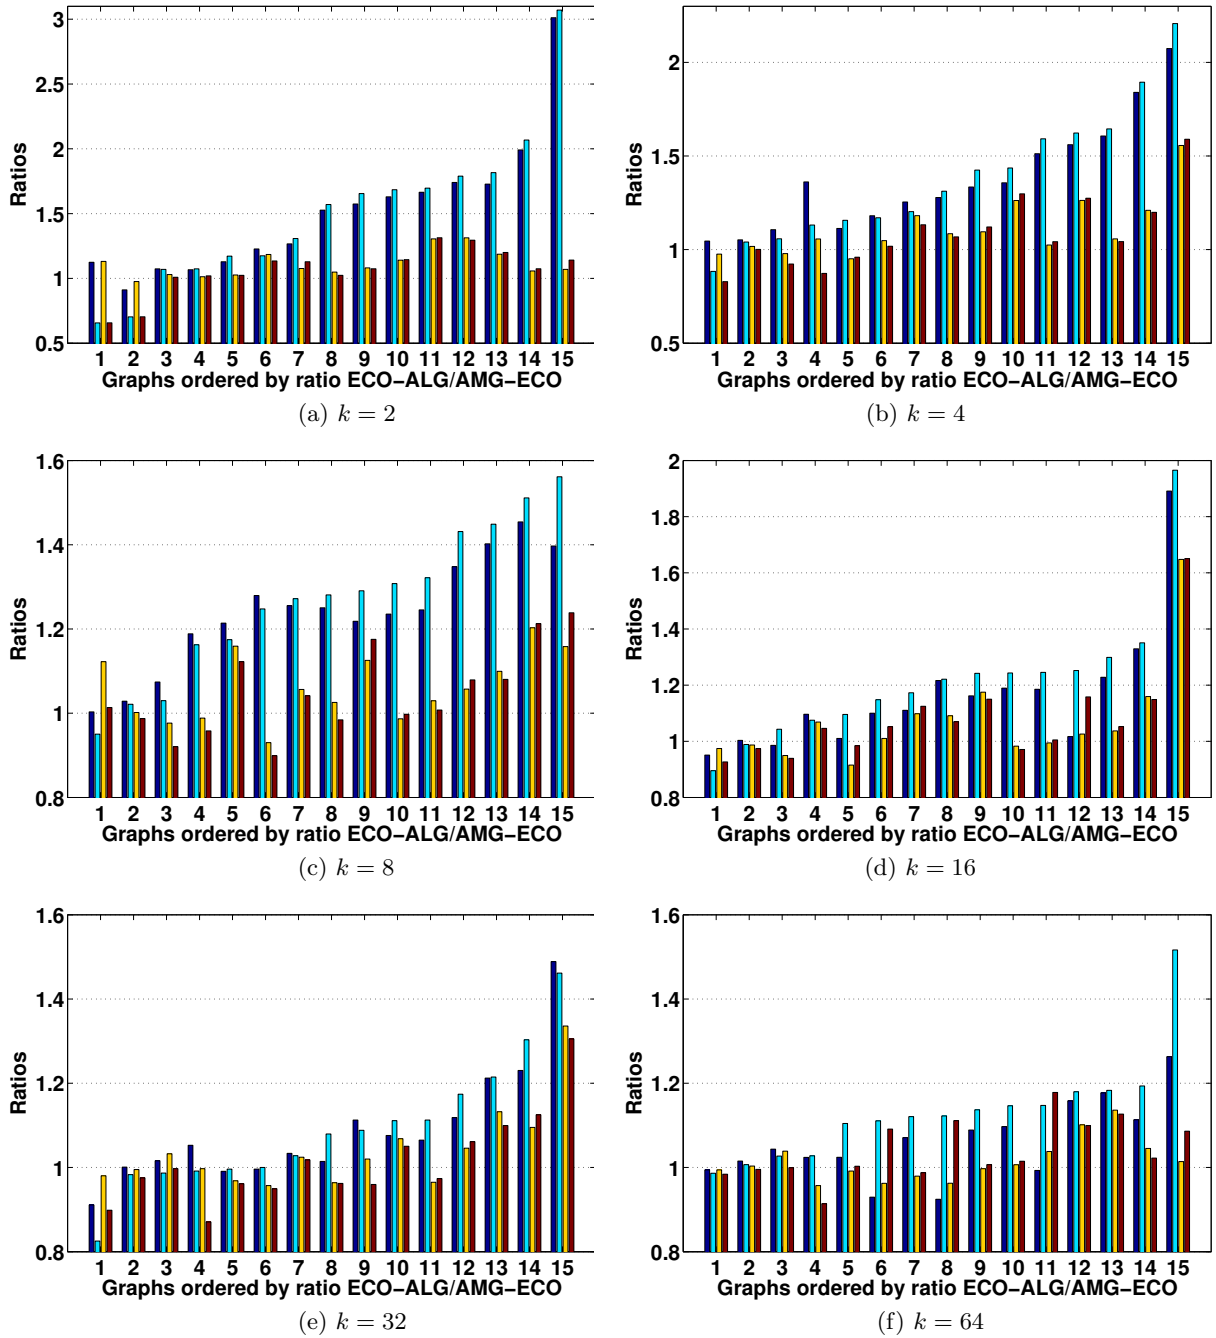 3
2.5
2
1.5
1
0.5
Ratios
1 2 3 4 5 6 7 8 9 10 11 12 13 14 15
Graphs ordered by ratio ECO−ALG/AMG−ECO
(a) k = 2
2
1.5
1
0.5
Ratios
1 2 3 4 5 6 7 8 9 10 11 12 13 14 15
Graphs ordered by ratio ECO−ALG/AMG−ECO
(b) k = 4
1.6
1.4
1.2
1
0.8
Ratios
1 2 3 4 5 6 7 8 9 10 11 12 13 14 15
Graphs ordered by ratio ECO−ALG/AMG−ECO
(c) k = 8
2
1.8
1.6
1.4
1.2
1
0.8
Ratios
1 2 3 4 5 6 7 8 9 10 11 12 13 14 15
Graphs ordered by ratio ECO−ALG/AMG−ECO
(d) k = 16
1.6
1.4
1.2
1
0.8
Ratios
1 2 3 4 5 6 7 8 9 10 11 12 13 14 15
Graphs ordered by ratio ECO−ALG/AMG−ECO
(e) k = 32
1.6
1.4
1.2
1
0.8
Ratios
1 2 3 4 5 6 7 8 9 10 11 12 13 14 15
Graphs ordered by ratio ECO−ALG/AMG−ECO
(f) k = 64